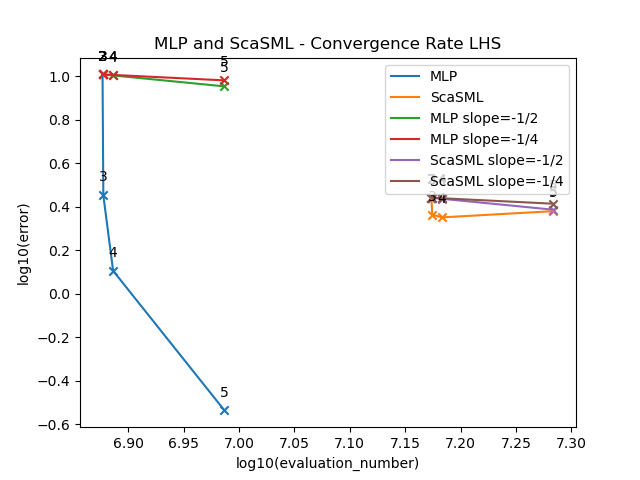 MLP and ScaSML - Convergence Rate LHS
MLP
ScaSML
MLP slope=-1/2
MLP slope=-1/4
ScaSML slope=-1/2
ScaSML slope=-1/4
5
5
3
4
5
5
1.0
0.8
0.6
0.4
0.2
0.0
−0.2
−0.4
−0.6
log10(error)
6.90
6.95
7.00
7.05
7.10
7.15
7.20
7.25
7.30
log10(evaluation_number)